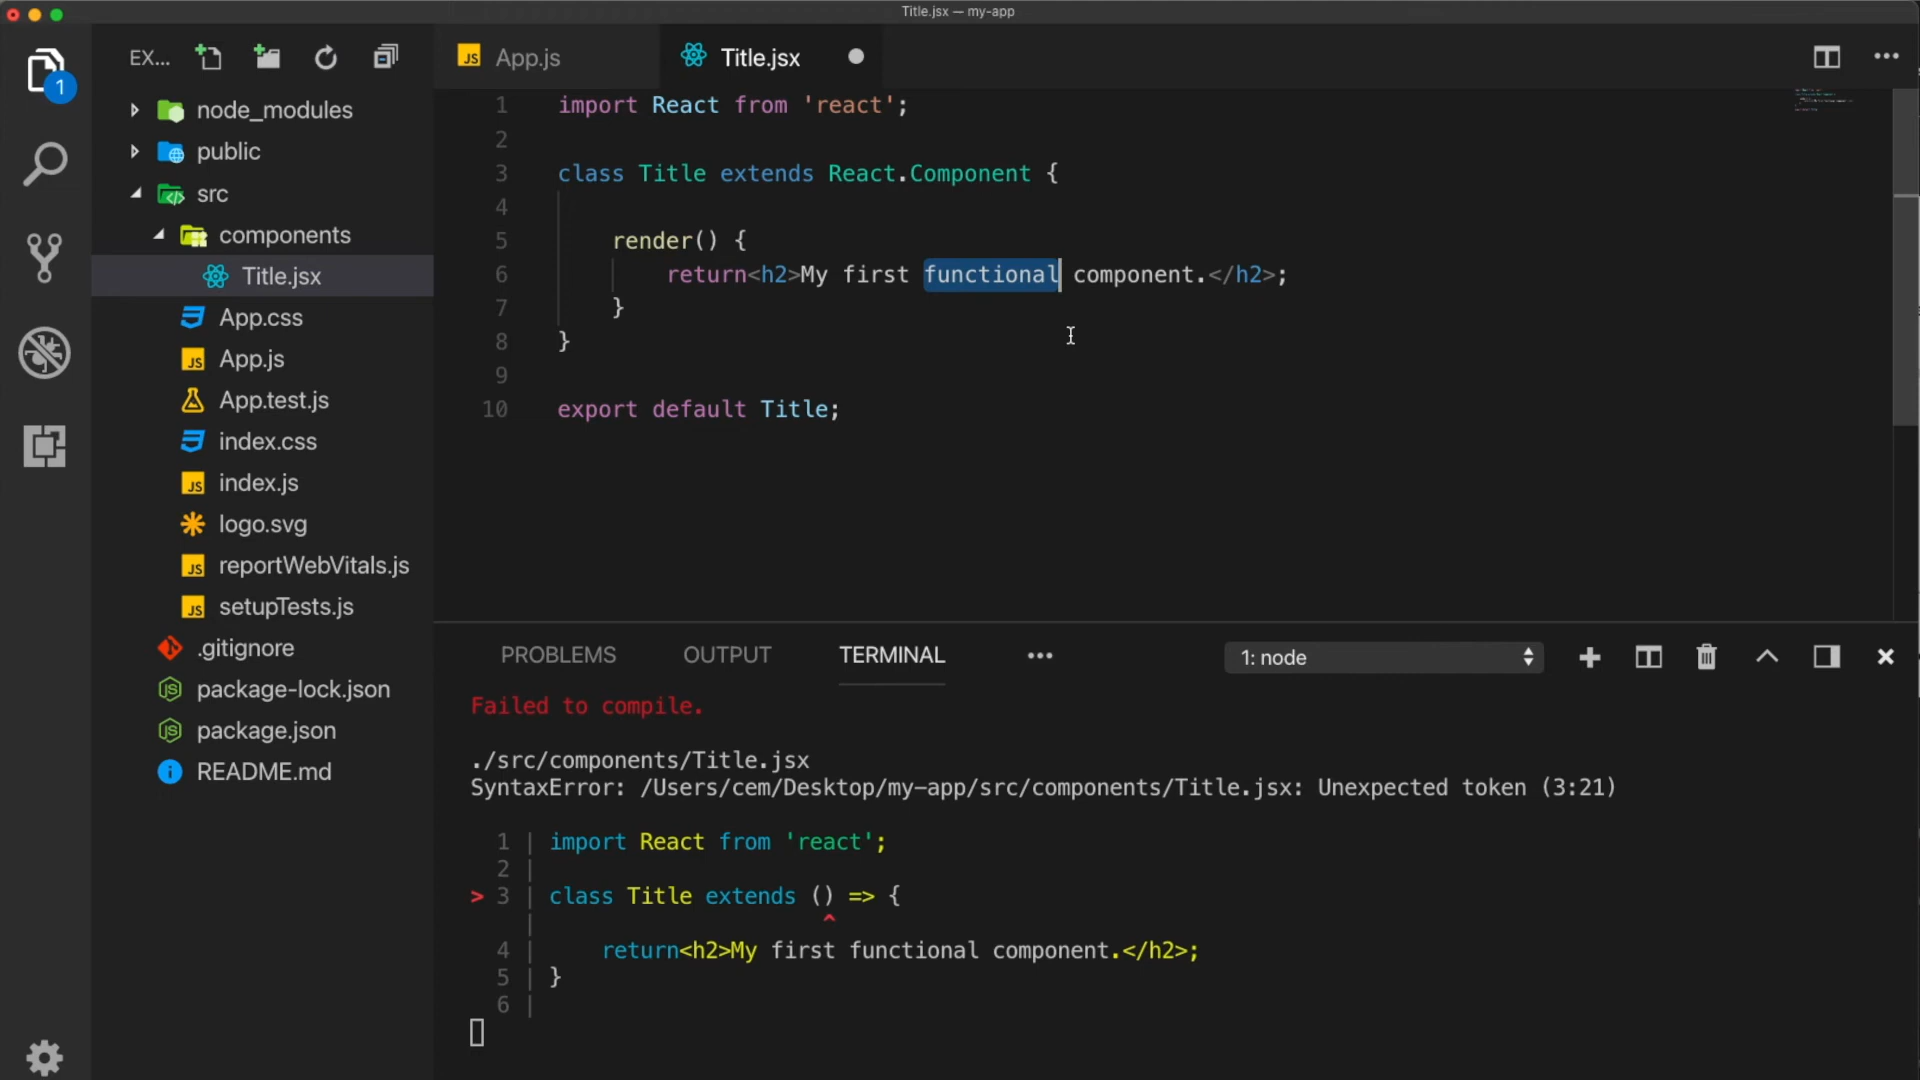 Title.jsx — my-app
EX...
App.js
Title.jsx
1
node_modules
public
src
components
Title.jsx
App.css
App.js
App.test.js
index.css
index.js
logo.svg
reportWebVitals.js
setupTests.js
.gitignore
package-lock.json
package.json
README.md
1 import React from 'react';
2
3 class Title extends React.Component {
4
5 render() {
6 return<h2>My first functional component.</h2>;
7 }
8 }
9
10 export default Title;
PROBLEMS OUTPUT TERMINAL ••• 1: node
Failed to compile.
./src/components/Title.jsx
SyntaxError: /Users/cem/Desktop/my-app/src/components/Title.jsx: Unexpected token (3:21)
1 | import React from 'react';
2 |
> 3 | class Title extends () => {
| ^
4 | return<h2>My first functional component.</h2>;
5 | }
6 |